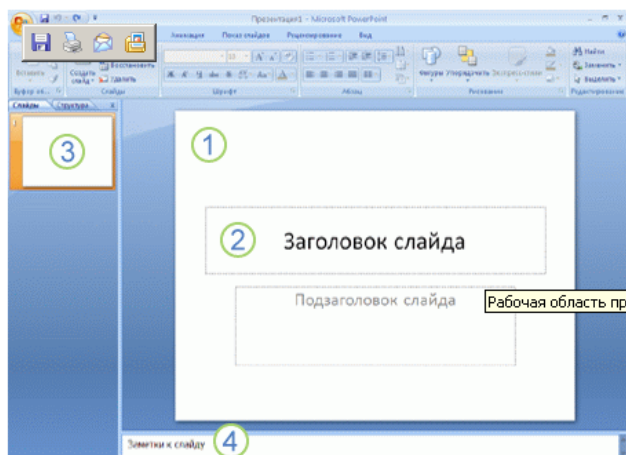 Презентация1 - Microsoft PowerPoint
Анимация Показ слайдов Рецензирование Вид
Вставить
Создать слайд
Восстановить
Удалить
Фигуры Упорядочить Экспресс-стили
Найти
Заменить
Выделить
Буфер об... Слайды Шрифт Абзац Рисование Редактирование
Слайды Структура x
1
3
1
2 Заголовок слайда
Подзаголовок слайда
Рабочая область пр
Заметки к слайду 4